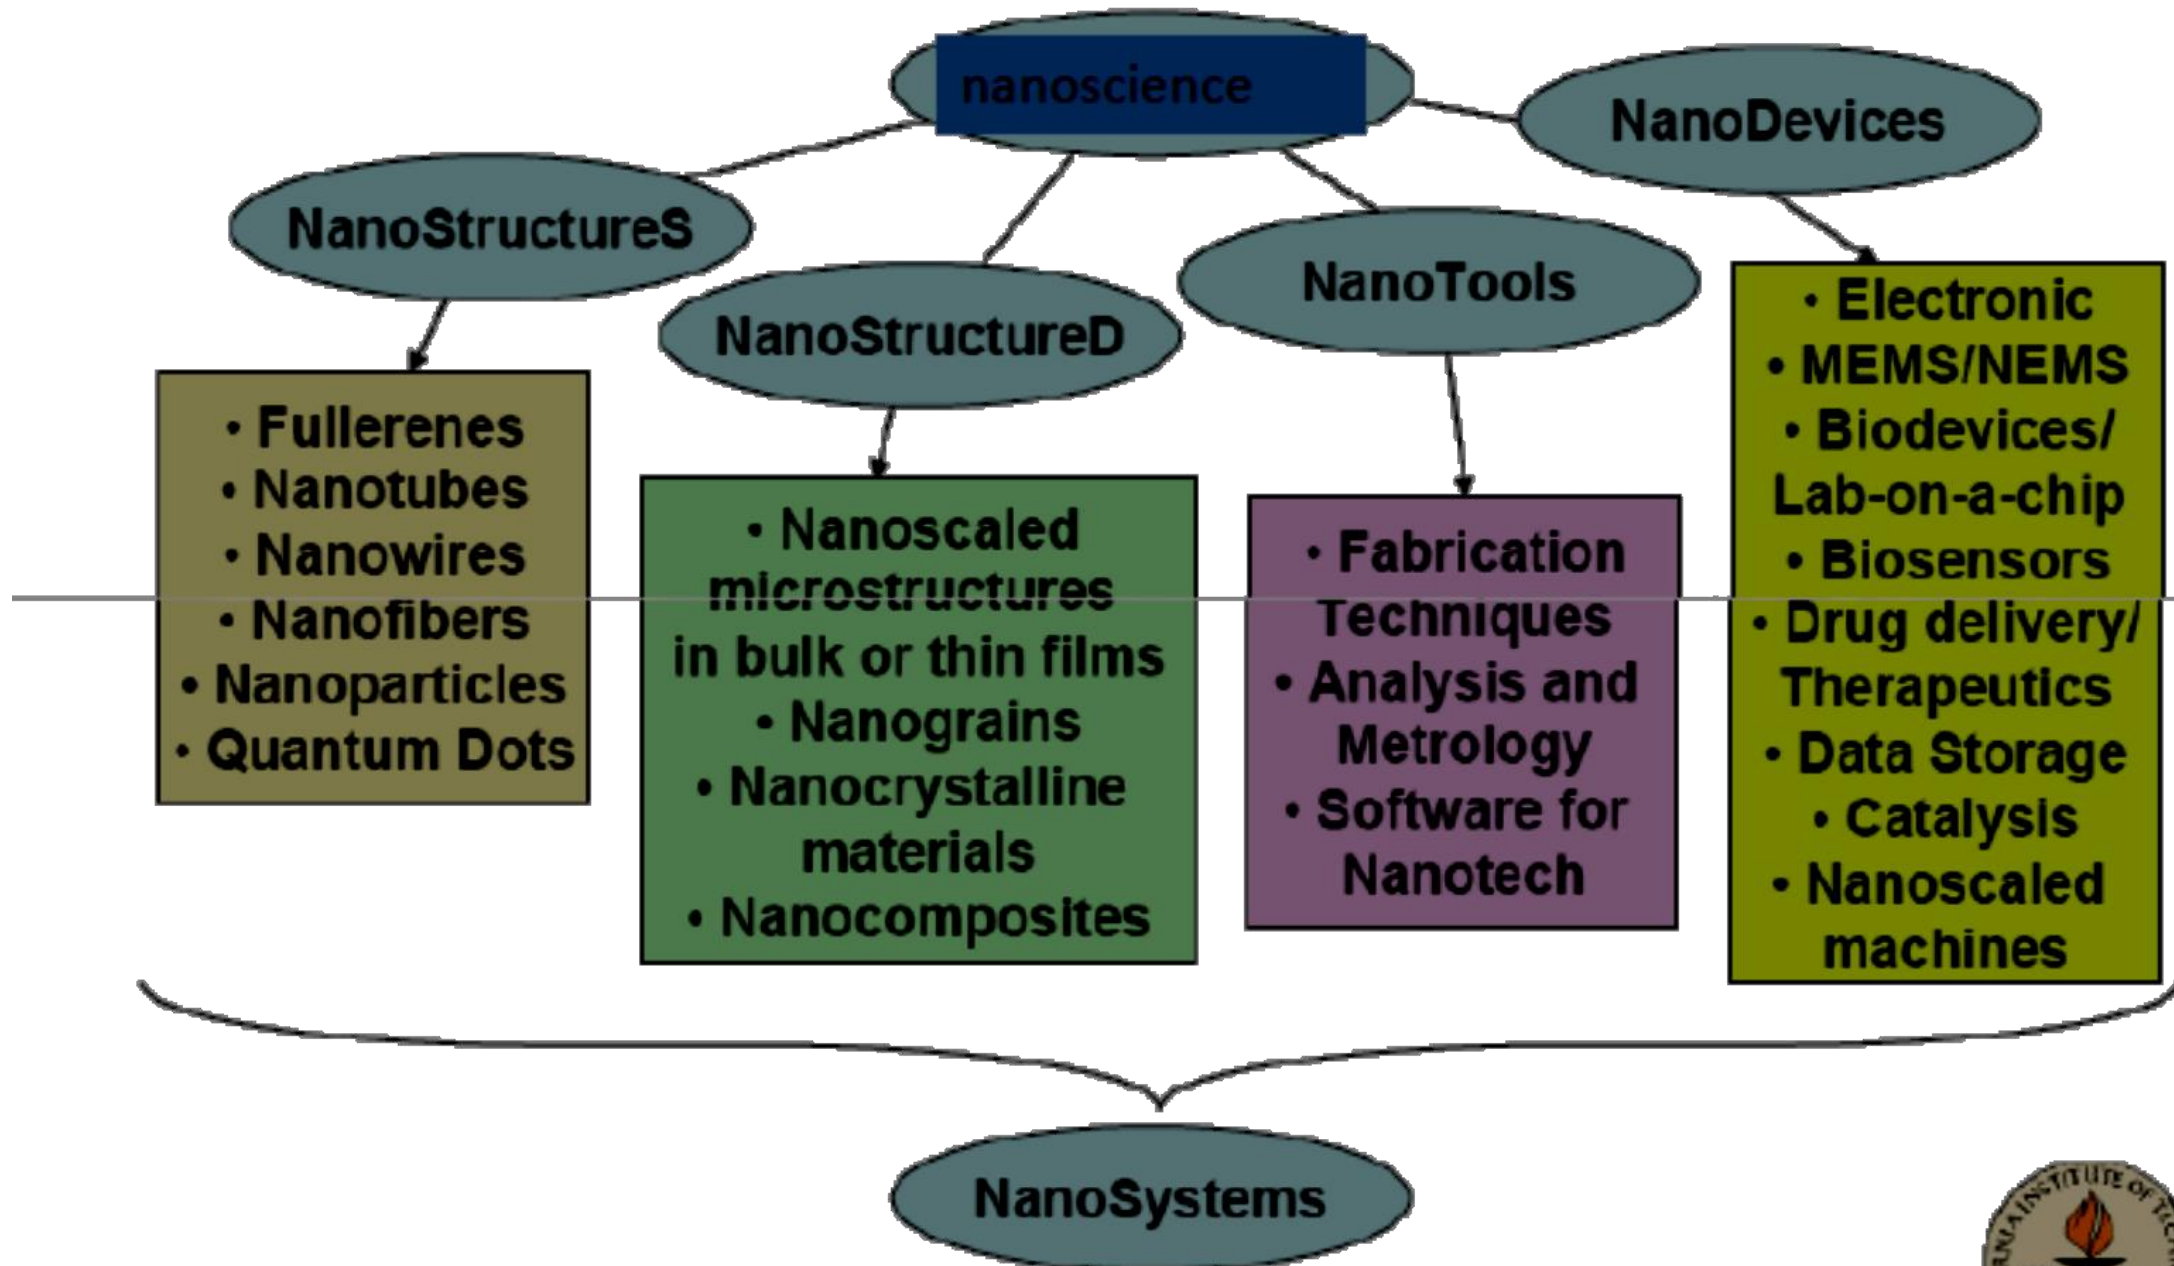 nanoscience
NanoDevices
NanoStructureS
NanoTools
NanoStructureD
• Fullerenes
• Nanotubes
• Nanowires
• Nanofibers
• Nanoparticles
• Quantum Dots
• Nanoscaled
microstructures
in bulk or thin films
• Nanograins
• Nanocrystalline
materials
• Nanocomposites
• Fabrication
Techniques
• Analysis and
Metrology
• Software for
Nanotech
• Electronic
• MEMS/NEMS
• Biodevices/
Lab-on-a-chip
• Biosensors
• Drug delivery/
Therapeutics
• Data Storage
• Catalysis
• Nanoscaled
machines
NanoSystems
INSTITUTE OF